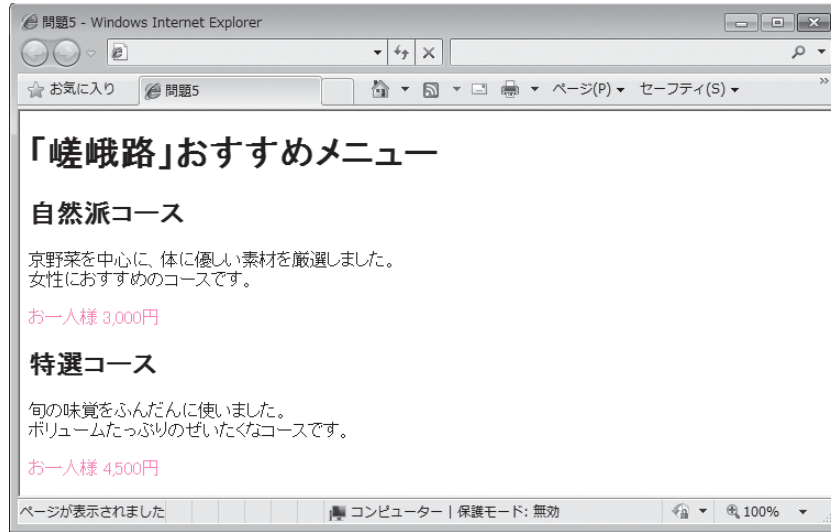 問題5 - Windows Internet Explorer
お気に入り 問題5 ページ(P) セーフティ(S) »
「嵯峨路」おすすめメニュー
自然派コース
京野菜を中心に、体に優しい素材を厳選しました。
女性におすすめのコースです。
お一人様 3,000円
特選コース
旬の味覚をふんだんに使いました。
ボリュームたっぷりのぜいたくなコースです。
お一人様 4,500円
ページが表示されました コンピューター | 保護モード: 無効 100%